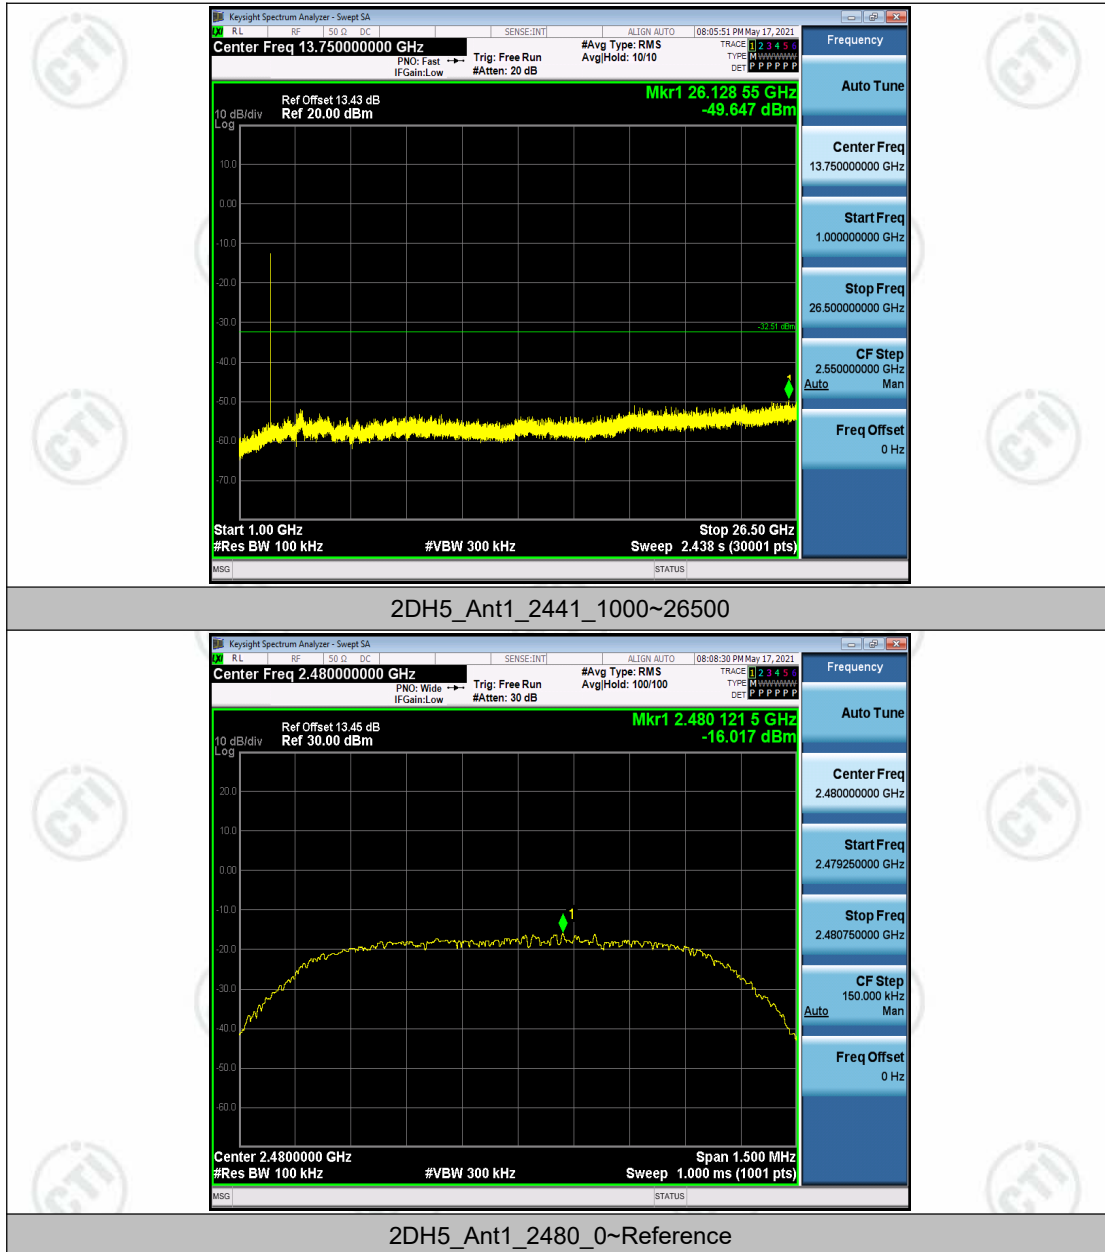 Keysight Spectrum Analyzer - Swept SA
RL RF 50 Ω DC SENSE:INT ALIGN AUTO 08:05:51 PM May 17, 2021
Center Freq 13.750000000 GHz
PNO: Fast
IFGain:Low
Trig: Free Run
#Atten: 20 dB
#Avg Type: RMS
Avg|Hold: 10/10
TRACE 1 2 3 4 5 6
TYPE M W W W W W
DET P P P P P P
Frequency
Auto Tune
Center Freq
13.750000000 GHz
Start Freq
1.000000000 GHz
Stop Freq
26.500000000 GHz
CF Step
2.550000000 GHz
Auto Man
Freq Offset
0 Hz
Mkr1 26.128 55 GHz
-49.647 dBm
Ref Offset 13.43 dB
10 dB/div Ref 20.00 dBm
Log
10.0
0.00
-10.0
-20.0
-30.0
-32.51 dBm
-40.0
1
-50.0
-60.0
-70.0
Start 1.00 GHz Stop 26.50 GHz
#Res BW 100 kHz #VBW 300 kHz Sweep 2.438 s (30001 pts)
MSG STATUS
2DH5_Ant1_2441_1000~26500
Keysight Spectrum Analyzer - Swept SA
RL RF 50 Ω DC SENSE:INT ALIGN AUTO 08:08:30 PM May 17, 2021
Center Freq 2.480000000 GHz
PNO: Wide
IFGain:Low
Trig: Free Run
#Atten: 30 dB
#Avg Type: RMS
Avg|Hold: 100/100
TRACE 1 2 3 4 5 6
TYPE M W W W W W
DET P P P P P P
Frequency
Auto Tune
Center Freq
2.480000000 GHz
Start Freq
2.479250000 GHz
Stop Freq
2.480750000 GHz
CF Step
150.000 kHz
Auto Man
Freq Offset
0 Hz
Mkr1 2.480 121 5 GHz
-16.017 dBm
Ref Offset 13.45 dB
10 dB/div Ref 30.00 dBm
Log
20.0
10.0
0.00
-10.0
1
-20.0
-30.0
-40.0
-50.0
-60.0
Center 2.4800000 GHz Span 1.500 MHz
#Res BW 100 kHz #VBW 300 kHz Sweep 1.000 ms (1001 pts)
MSG STATUS
2DH5_Ant1_2480_0~Reference
CTI
CTI
CTI
CTI
CTI
CTI
CTI
CTI